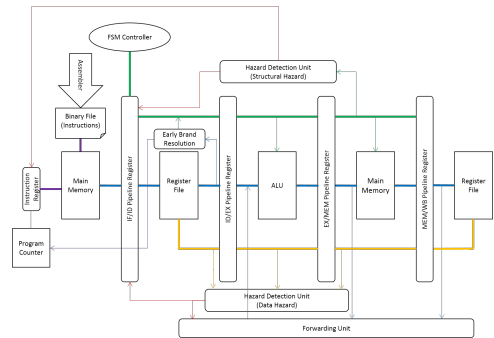 FSM Controller
Hazard Detection Unit
(Structural Hazard)
Assembler
Binary File
(Instructions)
Early Brand
Resolution
Instruction
Register
Main
Memory
IF/ID Pipeline Register
Register
File
ID/EX Pipeline Register
ALU
EX/MEM Pipeline Register
Main
Memory
MEM/WB Pipeline Register
Register
File
Program
Counter
Hazard Detection Unit
(Data Hazard)
Forwarding Unit